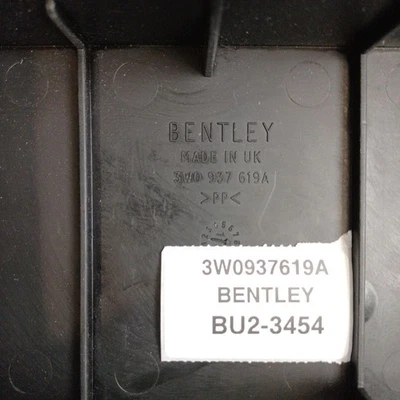 BENTLEY
MADE IN UK
3W0 937 619A
>PP<
3W0937619A
BENTLEY
BU2-3454